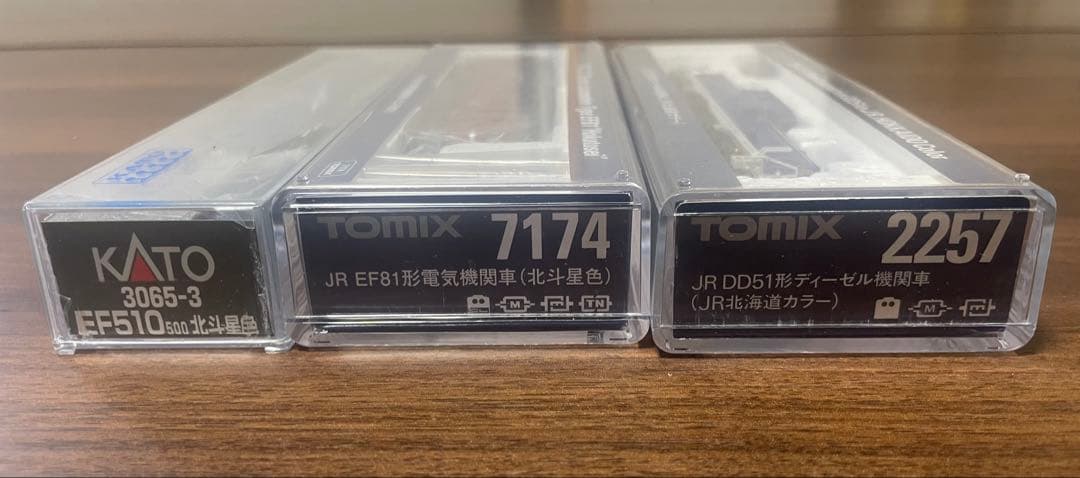 KATO
3065-3
EF510 500 北斗星色
TOMIX 7174
JR EF81形電気機関車(北斗星色)
M
TN
TOMIX 2257
JR DD51形ディーゼル機関車
(JR北海道カラー)
M